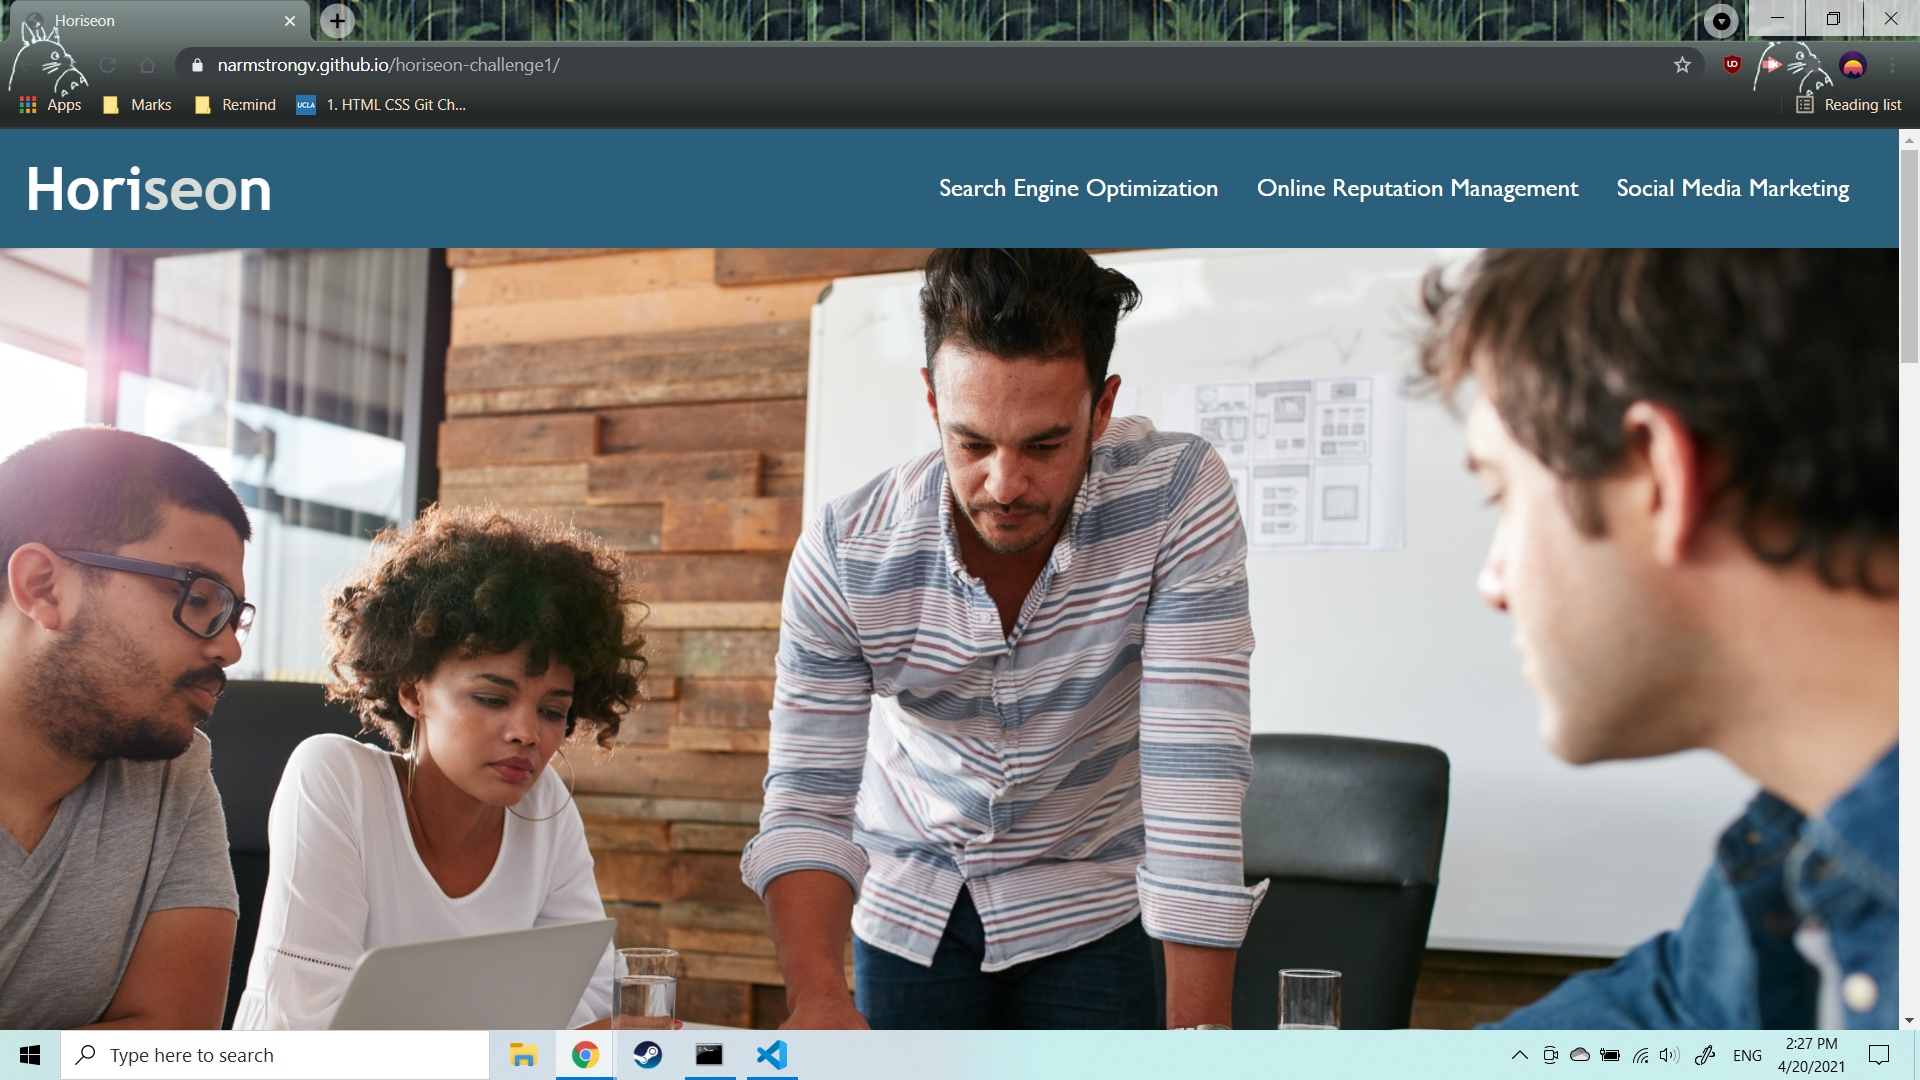 Horiseon
narmstrongv.github.io/horiseon-challenge1/
UD
Apps
Marks
Re:mind
UCLA
1. HTML CSS Git Ch...
Reading list
Horiseon
Search Engine Optimization
Online Reputation Management
Social Media Marketing
Type here to search
ENG
2:27 PM
4/20/2021